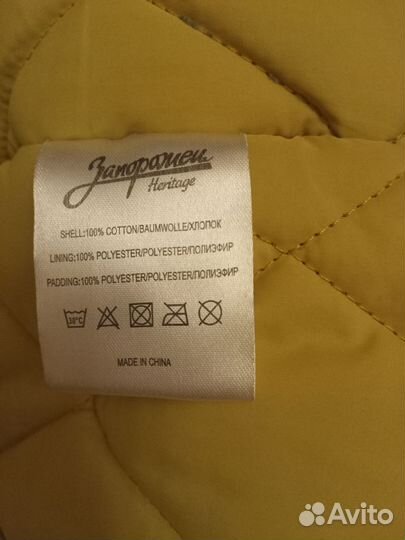 Запорожец
Heritage
SHELL:100% COTTON/BAUMWOLLE/ХЛОПОК
LINING:100% POLYESTER/POLYESTER/ПОЛИЭФИР
PADDING:100% POLYESTER/POLYESTER/ПОЛИЭФИР
30°C
MADE IN CHINA
Avito